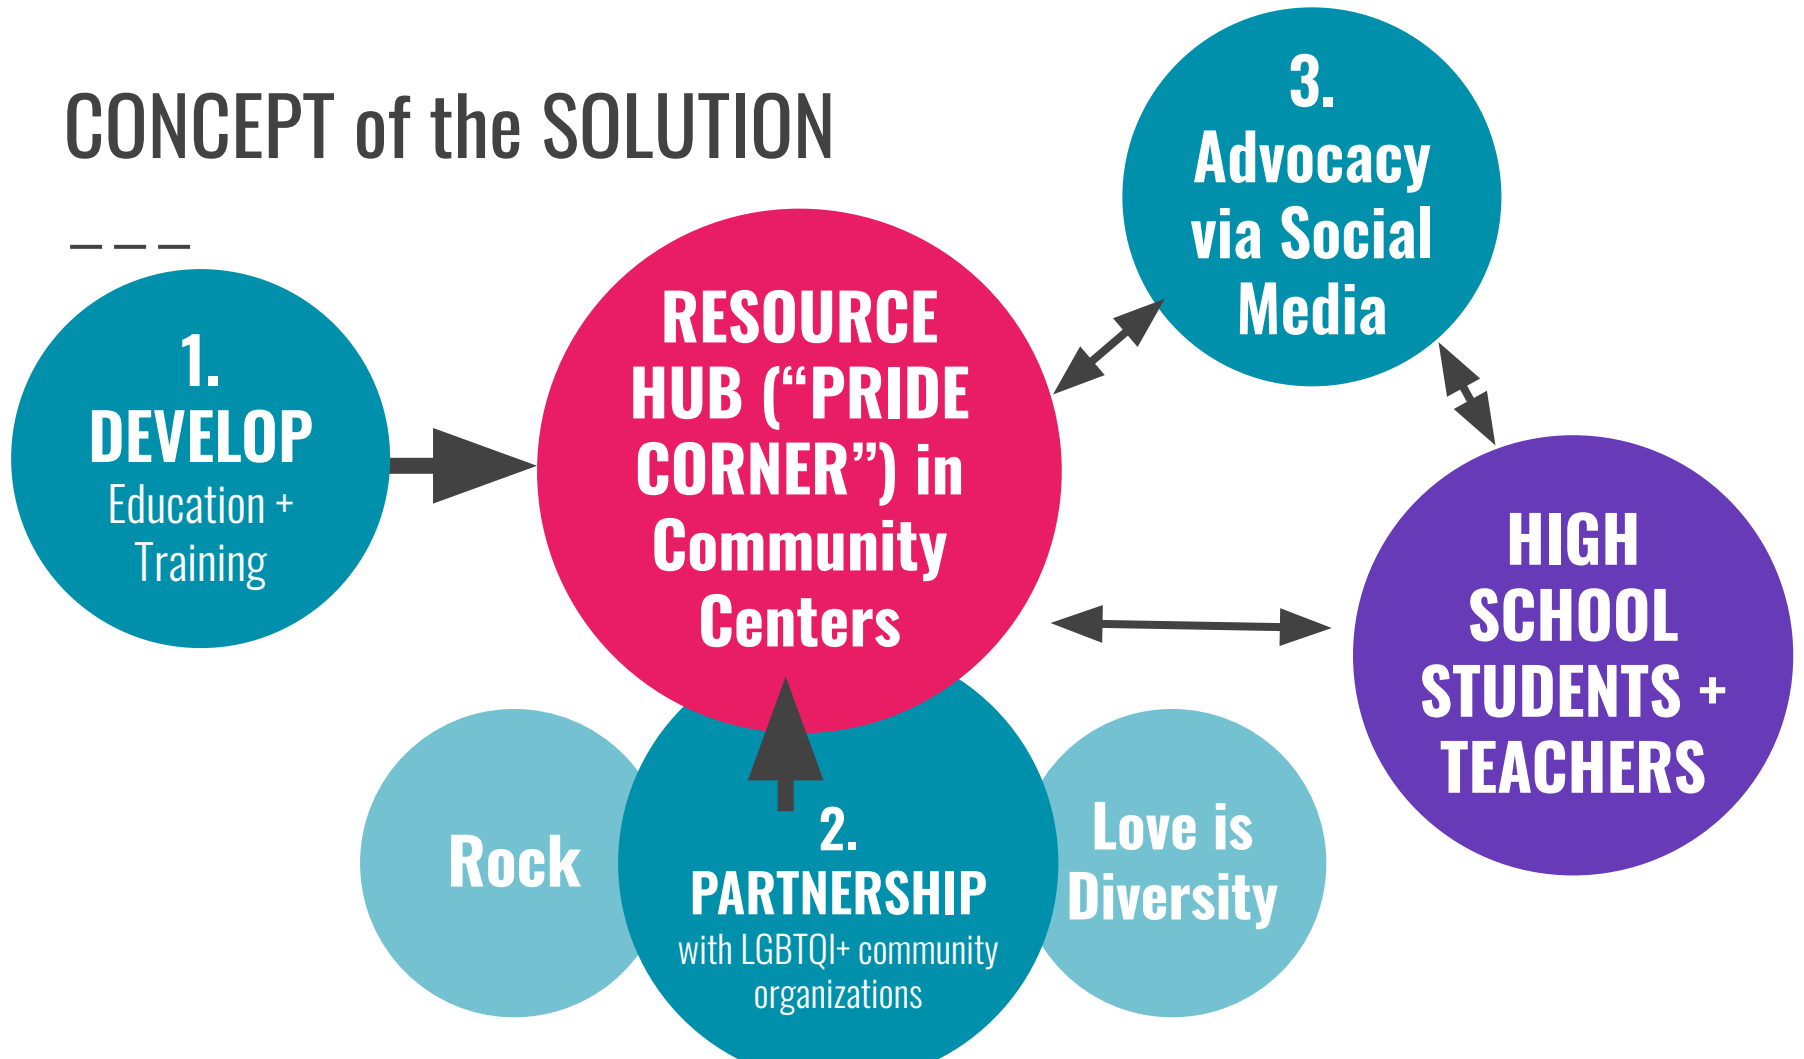 CONCEPT of the SOLUTION
1.
DEVELOP
Education +
Training
RESOURCE
HUB (“PRIDE
CORNER”) in
Community
Centers
3.
Advocacy
via Social
Media
HIGH
SCHOOL
STUDENTS +
TEACHERS
Rock
2.
PARTNERSHIP
with LGBTQI+ community
organizations
Love is
Diversity